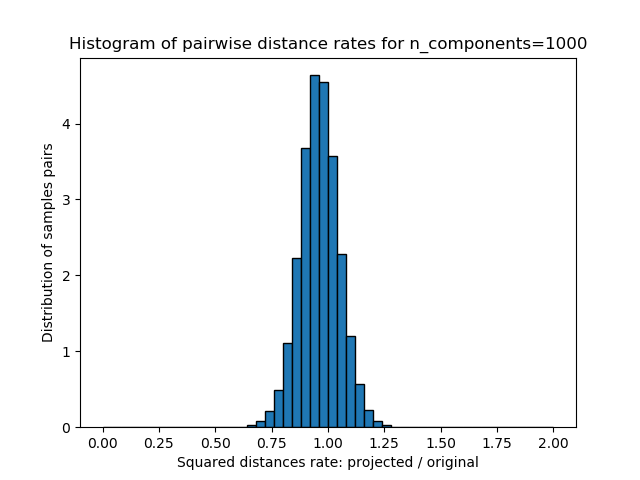 Histogram of pairwise distance rates for n_components=1000
Distribution of samples pairs
4
3
2
1
0
0.00 0.25 0.50 0.75 1.00 1.25 1.50 1.75 2.00
Squared distances rate: projected / original